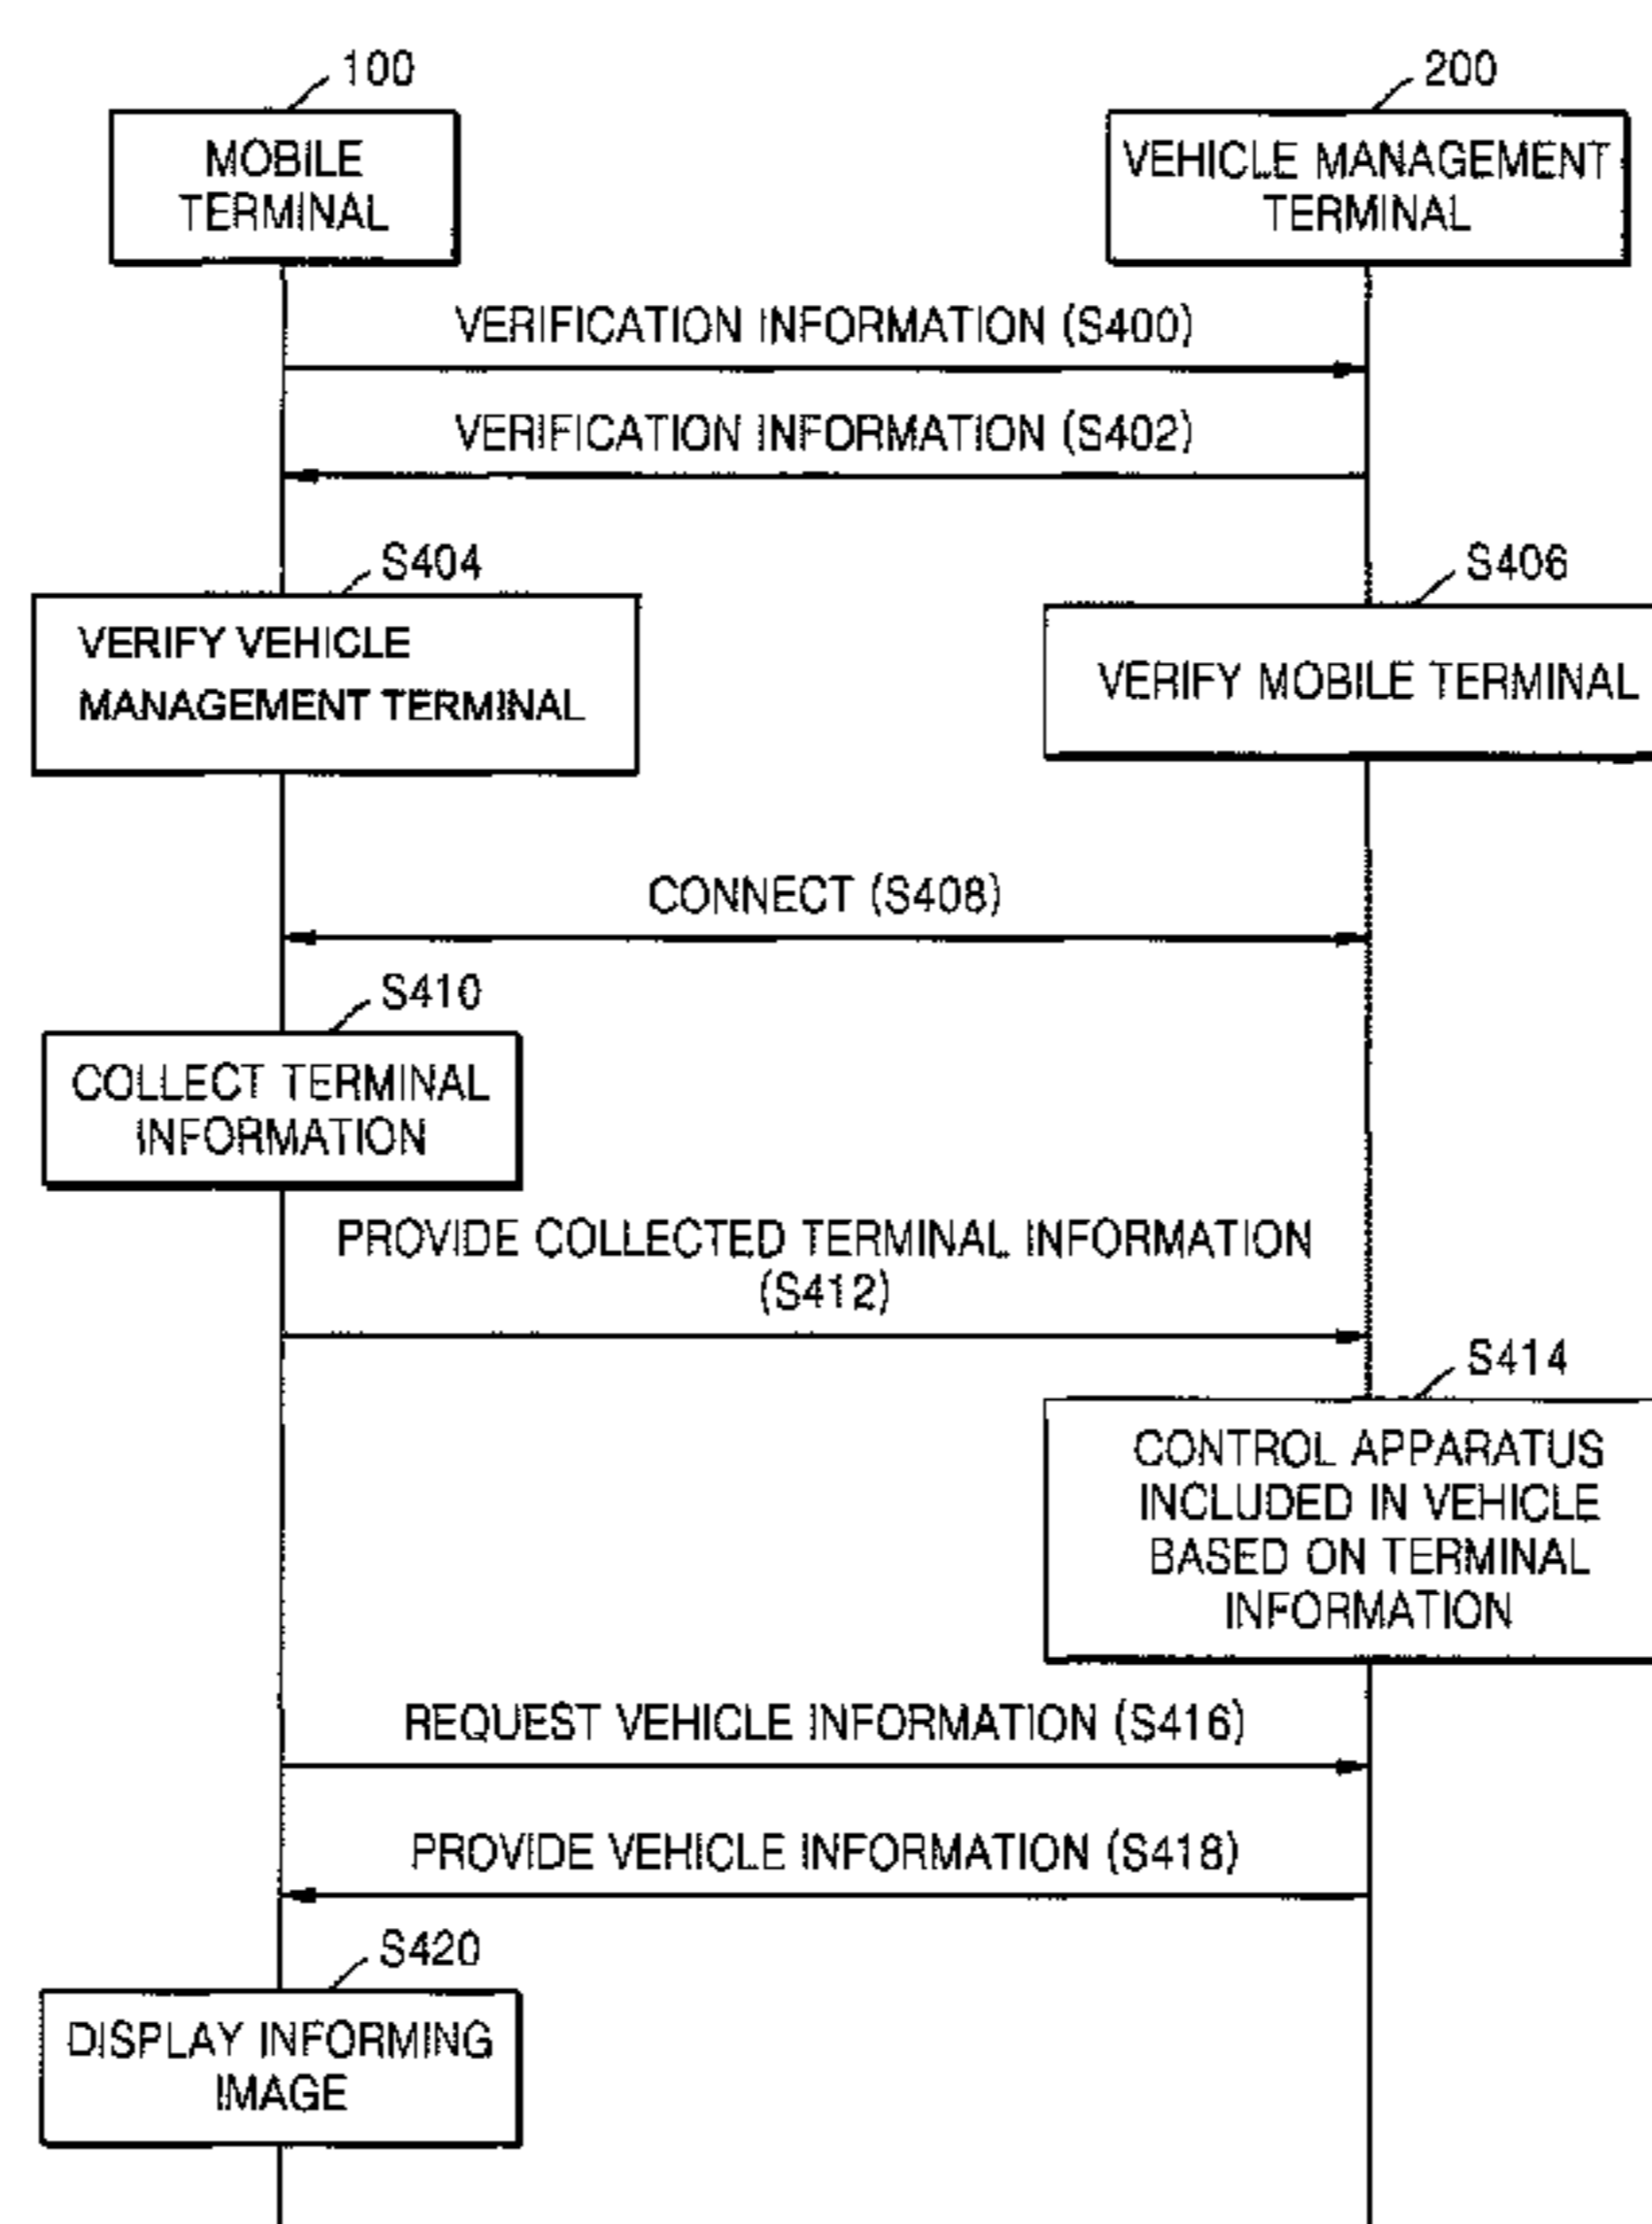 100
200
MOBILE
TERMINAL
VEHICLE MANAGEMENT
TERMINAL
VERIFICATION INFORMATION (S400)
VERIFICATION INFORMATION (S402)
S404
S406
VERIFY VEHICLE
MANAGEMENT TERMINAL
VERIFY MOBILE TERMINAL
CONNECT (S408)
S410
COLLECT TERMINAL
INFORMATION
PROVIDE COLLECTED TERMINAL INFORMATION
(S412)
S414
CONTROL APPARATUS
INCLUDED IN VEHICLE
BASED ON TERMINAL
INFORMATION
REQUEST VEHICLE INFORMATION (S416)
PROVIDE VEHICLE INFORMATION (S418)
S420
DISPLAY INFORMING
IMAGE